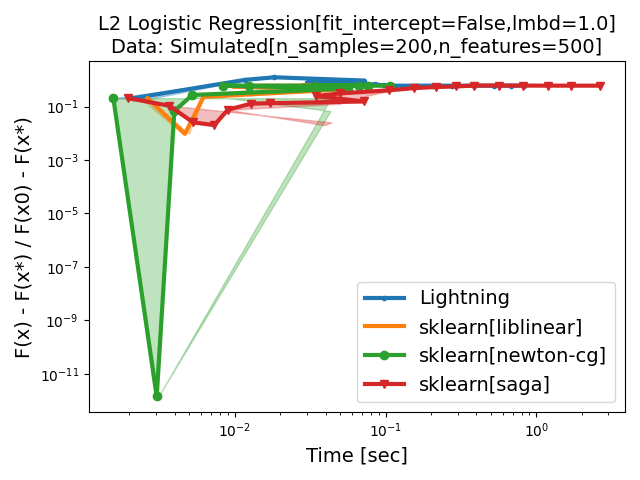 L2 Logistic Regression[fit_intercept=False,lmbd=1.0]
Data: Simulated[n_samples=200,n_features=500]
F(x) - F(x*) / F(x0) - F(x*)
10⁻¹
10⁻³
10⁻⁵
10⁻⁷
10⁻⁹
10⁻¹¹
Lightning
sklearn[liblinear]
sklearn[newton-cg]
sklearn[saga]
10⁻² 10⁻¹ 10⁰
Time [sec]